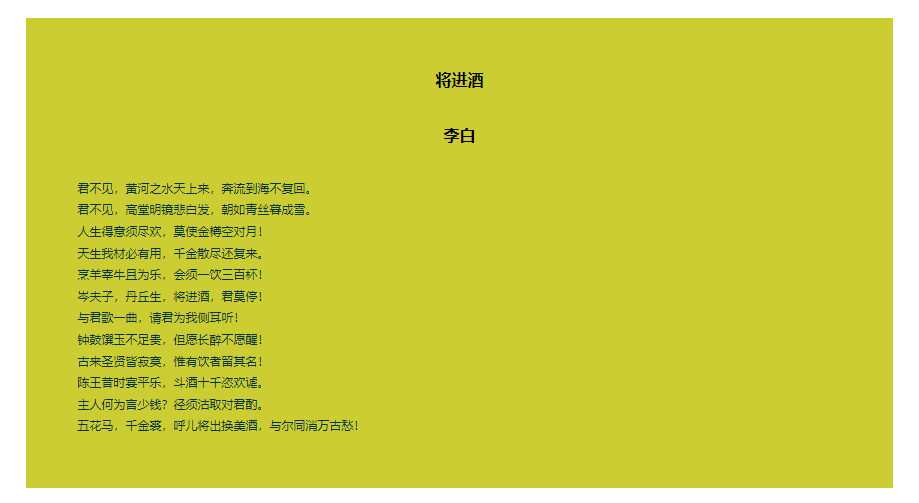 将进酒
李白
君不见，黄河之水天上来，奔流到海不复回。
君不见，高堂明镜悲白发，朝如青丝暮成雪。
人生得意须尽欢，莫使金樽空对月！
天生我材必有用，千金散尽还复来。
烹羊宰牛且为乐，会须一饮三百杯！
岑夫子，丹丘生，将进酒，君莫停！
与君歌一曲，请君为我侧耳听！
钟鼓馔玉不足贵，但愿长醉不愿醒！
古来圣贤皆寂寞，惟有饮者留其名！
陈王昔时宴平乐，斗酒十千恣欢谑。
主人何为言少钱？径须沽取对君酌。
五花马，千金裘，呼儿将出换美酒，与尔同消万古愁！